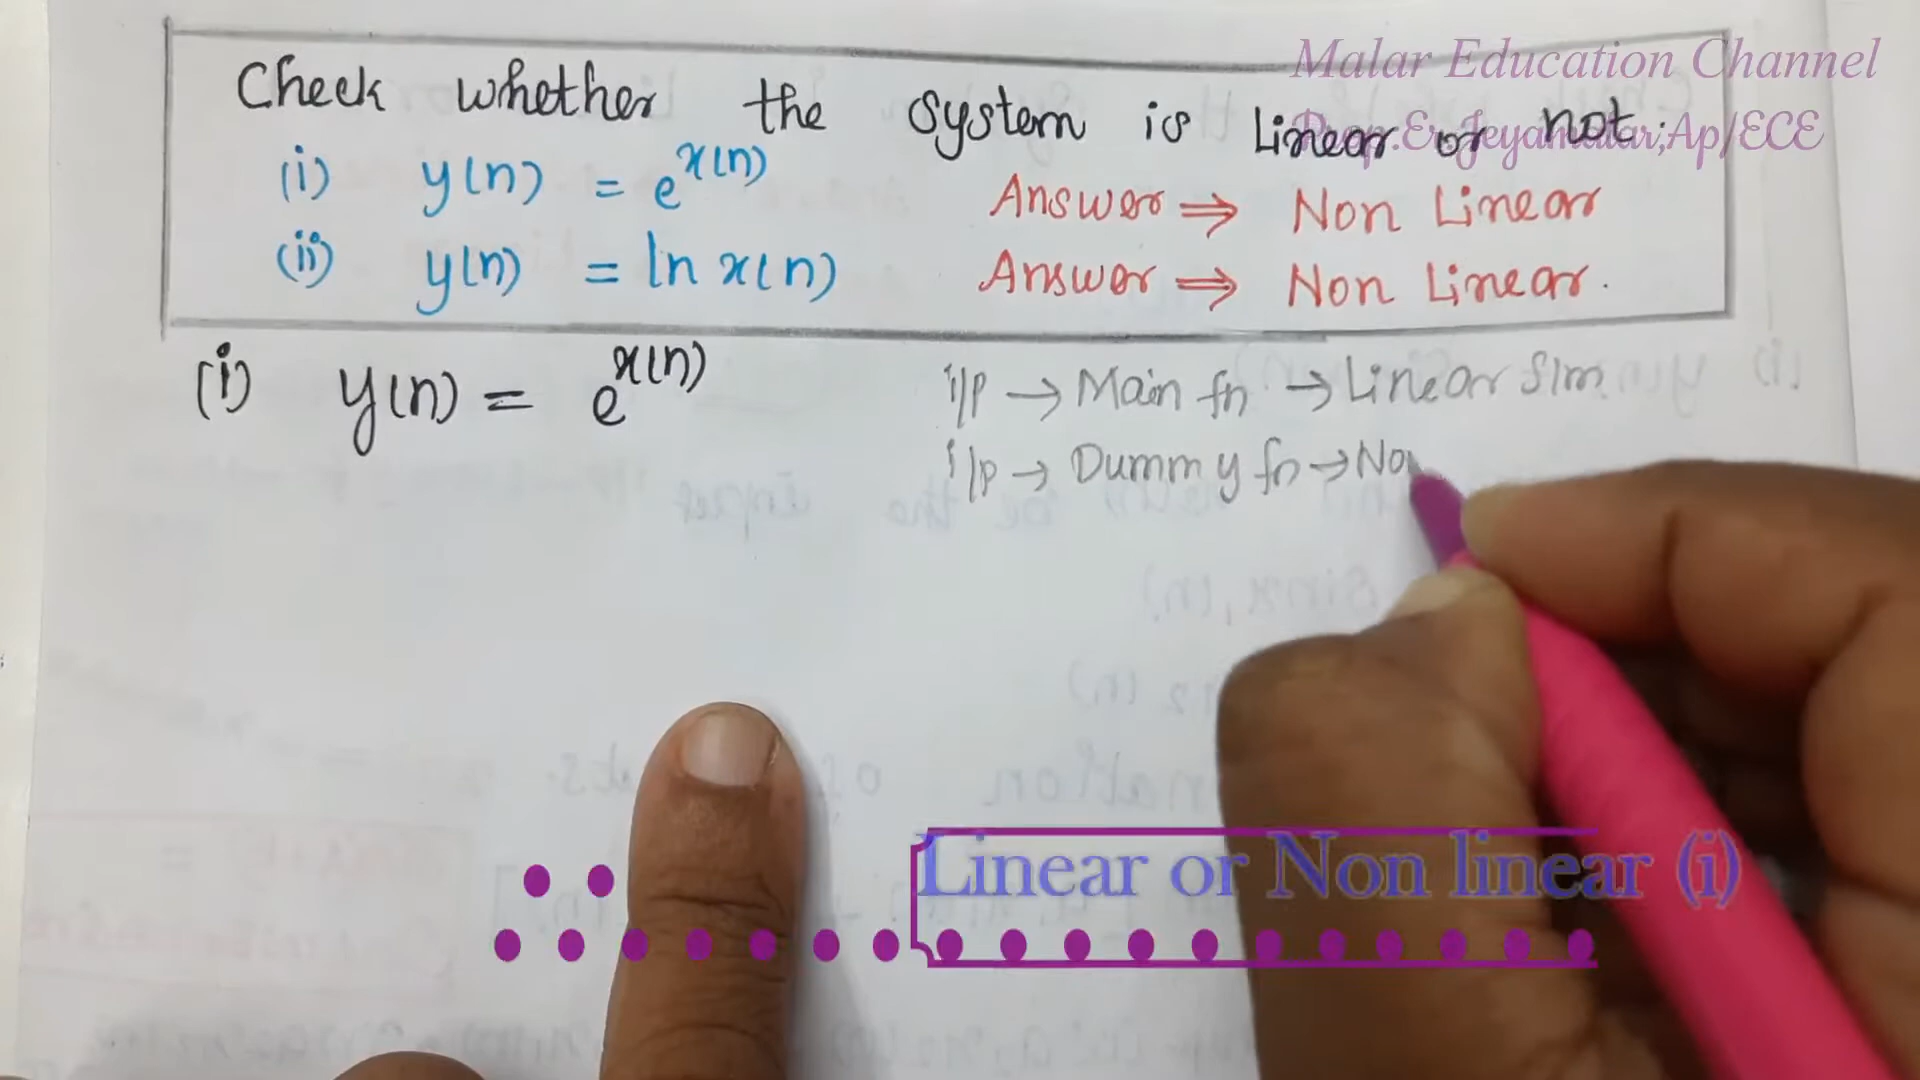 Malar Education Channel
Check whether the system is Linear or not.
Prep.Er.Jeyamalar,Ap/ECE
(i) y(n) = e^x(n) Answer ⇒ Non Linear
(ii) y(n) = ln x(n) Answer ⇒ Non Linear.
(i) y(n) = e^x(n)
i/p → Main fn → Linear Sim
i/p → Dummy fn → No
Linear or Non linear (i)